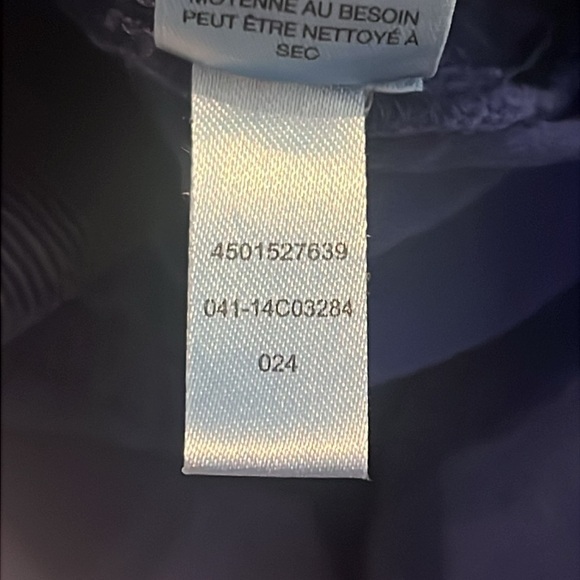 MOYENNE AU BESOIN
PEUT ÊTRE NETTOYÉ À
SEC
4501527639
041-14C03284
024